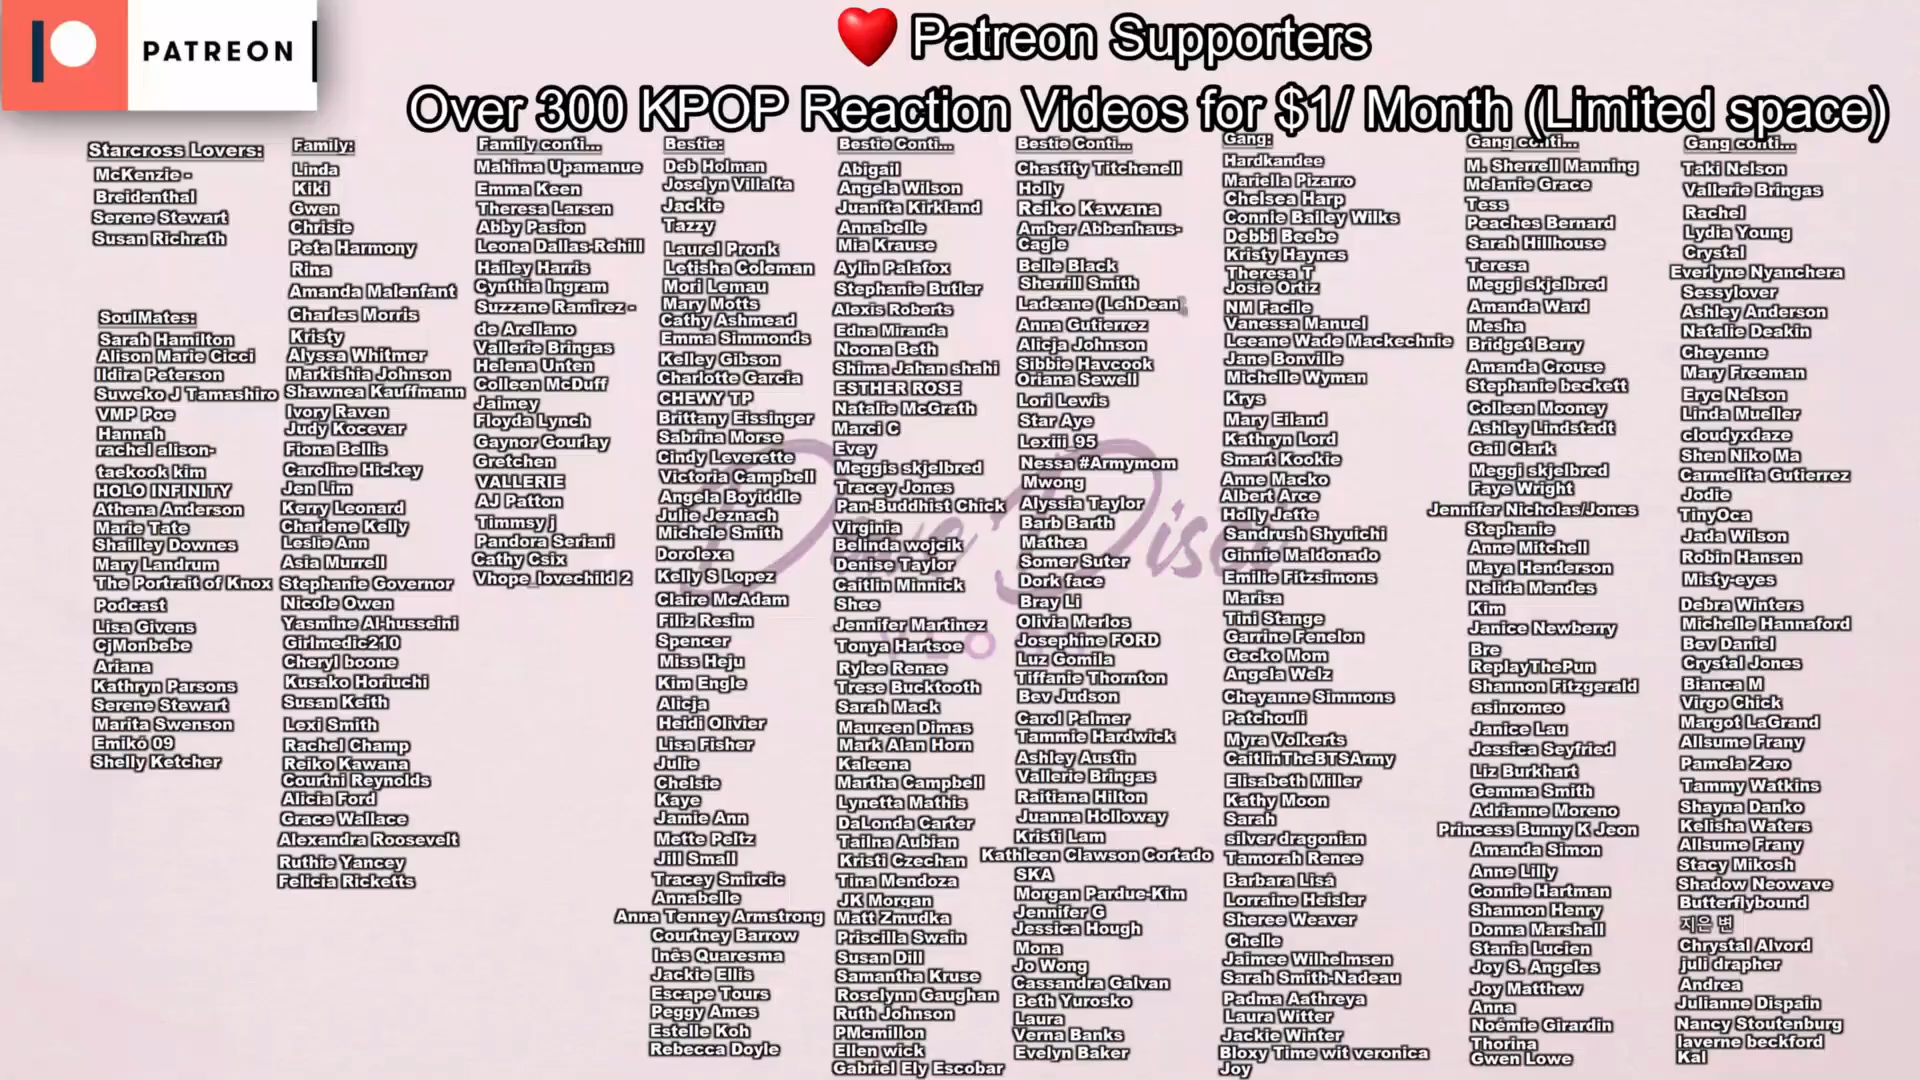 PATREON
❤️ Patreon Supporters
Over 300 KPOP Reaction Videos for $1/ Month (Limited space)
Starcross Lovers:
McKenzie -
Breidenthal
Serene Stewart
Susan Richrath
SoulMates:
Sarah Hamilton
Alison Marie Cicci
Ildira Peterson
Suweko J Tamashiro
VMP Poe
Hannah
rachel alison-
taekook kim
HOLO INFINITY
Athena Anderson
Marie Tate
Shailley Downes
Mary Landrum
The Portrait of Knox
Podcast
Lisa Givens
CjMonbebe
Ariana
Kathryn Parsons
Serene Stewart
Marita Swenson
Emikó 09
Shelly Ketcher
Family:
Linda
Kiki
Gwen
Chrisie
Peta Harmony
Rina
Amanda Malenfant
Charles Morris
Kristy
Alyssa Whitmer
Markishia Johnson
Shawnea Kauffmann
Ivory Raven
Judy Kocevar
Fiona Bellis
Caroline Hickey
Jen Lim
Kerry Leonard
Charlene Kelly
Leslie Ann
Asia Murrell
Stephanie Governor
Nicole Owen
Yasmine Al-husseini
Girlmedic210
Cheryl boone
Kusako Horiuchi
Susan Keith
Lexi Smith
Rachel Champ
Reiko Kawana
Courtni Reynolds
Alicia Ford
Grace Wallace
Alexandra Roosevelt
Ruthie Yancey
Felicia Ricketts
Family conti...
Mahima Upamanue
Emma Keen
Theresa Larsen
Abby Pasion
Leona Dallas-Rehill
Hailey Harris
Cynthia Ingram
Suzzane Ramirez -
de Arellano
Vallerie Bringas
Helena Unten
Colleen McDuff
Jaimey
Floyda Lynch
Gaynor Gourlay
Gretchen
VALLERIE
AJ Patton
Timmsy j
Pandora Seriani
Cathy Csix
Vhope_lovechild 2
Bestie:
Deb Holman
Joselyn Villalta
Jackie
Tazzy
Laurel Pronk
Letisha Coleman
Mori Lemau
Mary Motts
Cathy Ashmead
Emma Simmonds
Kelley Gibson
Charlotte Garcia
CHEWY TP
Brittany Eissinger
Sabrina Morse
Cindy Leverette
Victoria Campbell
Angela Boyiddle
Julie Jeznach
Michele Smith
Dorolexa
Kelly S Lopez
Claire McAdam
Filiz Resim
Spencer
Miss Heju
Kim Engle
Alicja
Heidi Olivier
Lisa Fisher
Julie
Chelsie
Kaye
Jamie Ann
Mette Peltz
Jill Small
Tracey Smircic
Annabelle
Anna Tenney Armstrong
Courtney Barrow
Inês Quaresma
Jackie Ellis
Escape Tours
Peggy Ames
Estelle Koh
Rebecca Doyle
Bestie Conti...
Abigail
Angela Wilson
Juanita Kirkland
Annabelle
Mia Krause
Aylin Palafox
Stephanie Butler
Alexis Roberts
Edna Miranda
Noona Beth
Shima Jahan shahi
ESTHER ROSE
Natalie McGrath
Marci C
Evey
Meggis skjelbred
Tracey Jones
Pan-Buddhist Chick
Virginia
Belinda wojcik
Denise Taylor
Caitlin Minnick
Shee
Jennifer Martinez
Tonya Hartsoe
Rylee Renae
Trese Bucktooth
Sarah Mack
Maureen Dimas
Mark Alan Horn
Kaleena
Martha Campbell
Lynetta Mathis
DaLonda Carter
Tailna Aubian
Kristi Czechan
Tina Mendoza
JK Morgan
Matt Zmudka
Priscilla Swain
Susan Dill
Samantha Kruse
Roselynn Gaughan
Ruth Johnson
PMcmillon
Ellen wick
Gabriel Ely Escobar
Bestie Conti...
Chastity Titchenell
Holly
Reiko Kawana
Amber Abbenhaus-
Cagle
Belle Black
Sherrill Smith
Ladeane (LehDean)
Anna Gutierrez
Alicja Johnson
Sibbie Haycook
Oriana Sewell
Lori Lewis
Star Aye
Lexiii_95
Nessa #Armymom
Mwong
Alyssia Taylor
Barb Barth
Mathea
Somer Suter
Dork face
Bray Li
Olivia Merlos
Josephine FORD
Luz Gomila
Tiffanie Thornton
Bev Judson
Carol Palmer
Tammie Hardwick
Ashley Austin
Vallerie Bringas
Raitiana Hilton
Juanna Holloway
Kristi Lam
Kathleen Clawson Cortado
SKA
Morgan Pardue-Kim
Jennifer G
Jessica Hough
Mona
Jo Wong
Cassandra Galvan
Beth Yurosko
Laura
Verna Banks
Evelyn Baker
Gang:
Hardkandee
Mariella Pizarro
Chelsea Harp
Connie Bailey Wilks
Debbi Beebe
Kristy Haynes
Theresa T
Josie Ortiz
NM Facile
Vanessa Manuel
Leeane Wade Mackechnie
Jane Bonville
Michelle Wyman
Krys
Mary Eiland
Kathryn Lord
Smart Kookie
Anne Macko
Albert Arce
Holly Jette
Sandrush Shyuichi
Ginnie Maldonado
Emilie Fitzsimons
Marisa
Tini Stange
Garrine Fenelon
Gecko Mom
Angela Welz
Cheyanne Simmons
Patchouli
Myra Volkerts
CaitlinTheBTSArmy
Elisabeth Miller
Kathy Moon
Sarah
silver dragonian
Tamorah Renee
Barbara Lisá
Lorraine Heisler
Sheree Weaver
Chelle
Jaimee Wilhelmsen
Sarah Smith-Nadeau
Padma Aathreya
Laura Witter
Jackie Winter
Bloxy Time wit veronica
Joy
Gang conti...
M. Sherrell Manning
Melanie Grace
Tess
Peaches Bernard
Sarah Hillhouse
Teresa
Meggi skjelbred
Amanda Ward
Mesha
Bridget Berry
Amanda Crouse
Stephanie beckett
Colleen Mooney
Ashley Lindstadt
Gail Clark
Meggi skjelbred
Faye Wright
Jennifer Nicholas/Jones
Stephanie
Anne Mitchell
Maya Henderson
Nelida Mendes
Kim
Janice Newberry
Bre
ReplayThePun
Shannon Fitzgerald
asinromeo
Janice Lau
Jessica Seyfried
Liz Burkhart
Gemma Smith
Adrianne Moreno
Princess Bunny K Jeon
Amanda Simon
Anne Lilly
Connie Hartman
Shannon Henry
Donna Marshall
Stania Lucien
Joy S. Angeles
Joy Matthew
Anna
Noémie Girardin
Thorina
Gwen Lowe
Gang conti...
Taki Nelson
Vallerie Bringas
Rachel
Lydia Young
Crystal
Everlyne Nyanchera
Sessylover
Ashley Anderson
Natalie Deakin
Cheyenne
Mary Freeman
Eryc Nelson
Linda Mueller
cloudyxdaze
Shen Niko Ma
Carmelita Gutierrez
Jodie
TinyOca
Jada Wilson
Robin Hansen
Misty-eyes
Debra Winters
Michelle Hannaford
Bev Daniel
Crystal Jones
Bianca M
Virgo Chick
Margot LaGrand
Allsume Frany
Pamela Zero
Tammy Watkins
Shayna Danko
Kelisha Waters
Allsume Frany
Stacy Mikosh
Shadow Neowave
Butterflybound
지은 변
Chrystal Alvord
juli drapher
Andrea
Julianne Dispain
Nancy Stoutenburg
laverne beckford
Kal